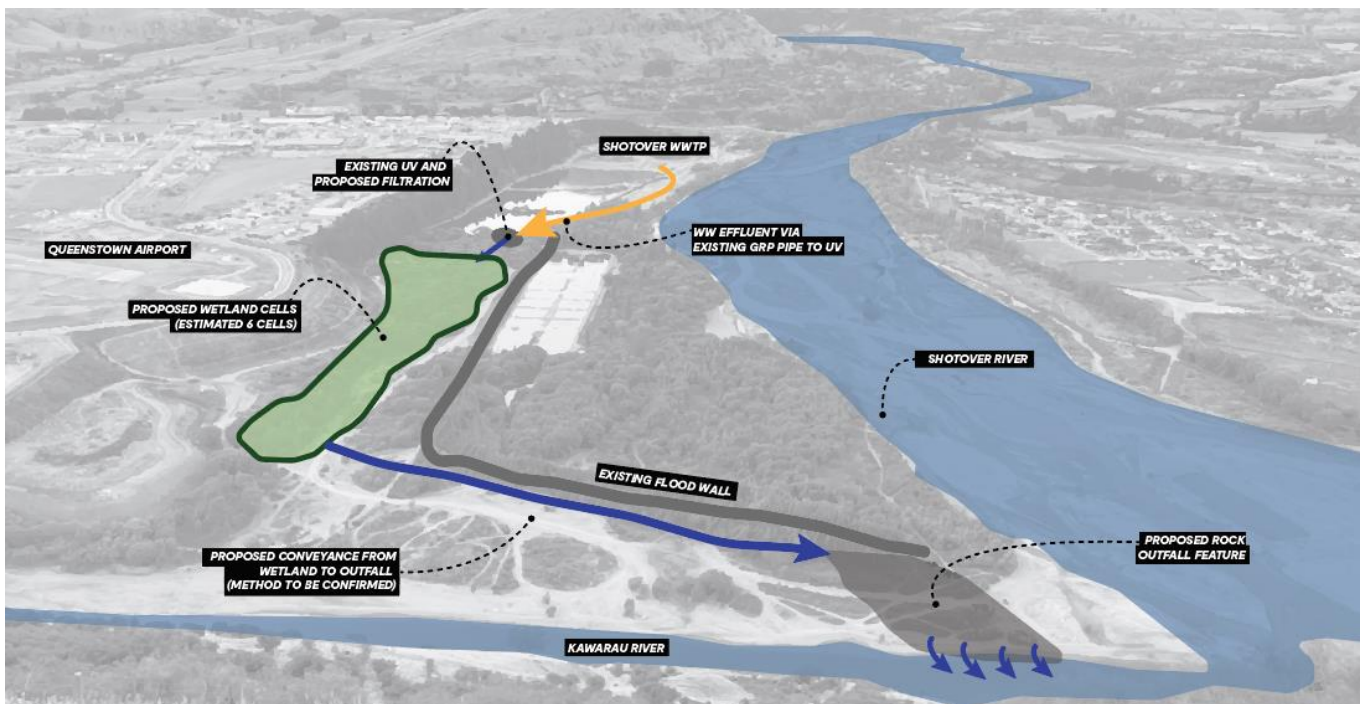 SHOTOVER WWTP
EXISTING UV AND
PROPOSED FILTRATION
WW EFFLUENT VIA
EXISTING GRP PIPE TO UV
QUEENSTOWN AIRPORT
PROPOSED WETLAND CELLS
(ESTIMATED 6 CELLS)
SHOTOVER RIVER
EXISTING FLOOD WALL
PROPOSED CONVEYANCE FROM
WETLAND TO OUTFALL
(METHOD TO BE CONFIRMED)
PROPOSED ROCK
OUTFALL FEATURE
KAWARAU RIVER